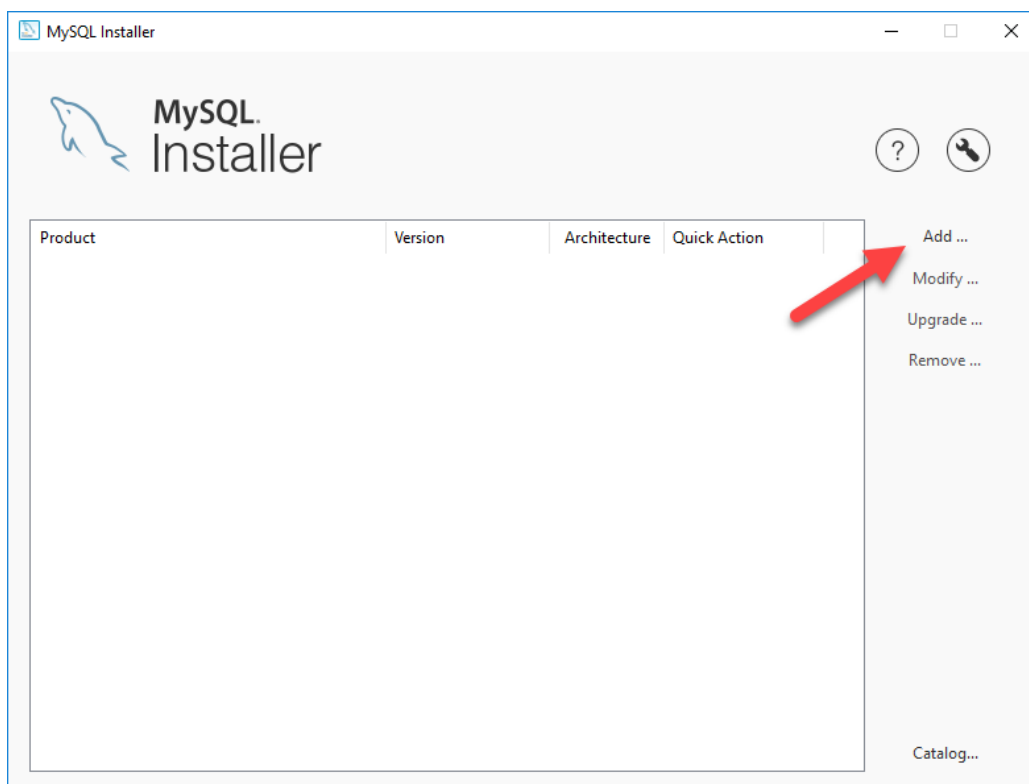 MySQL Installer
MySQL.
Installer
?
Product Version Architecture Quick Action
Add ...
Modify ...
Upgrade ...
Remove ...
Catalog...